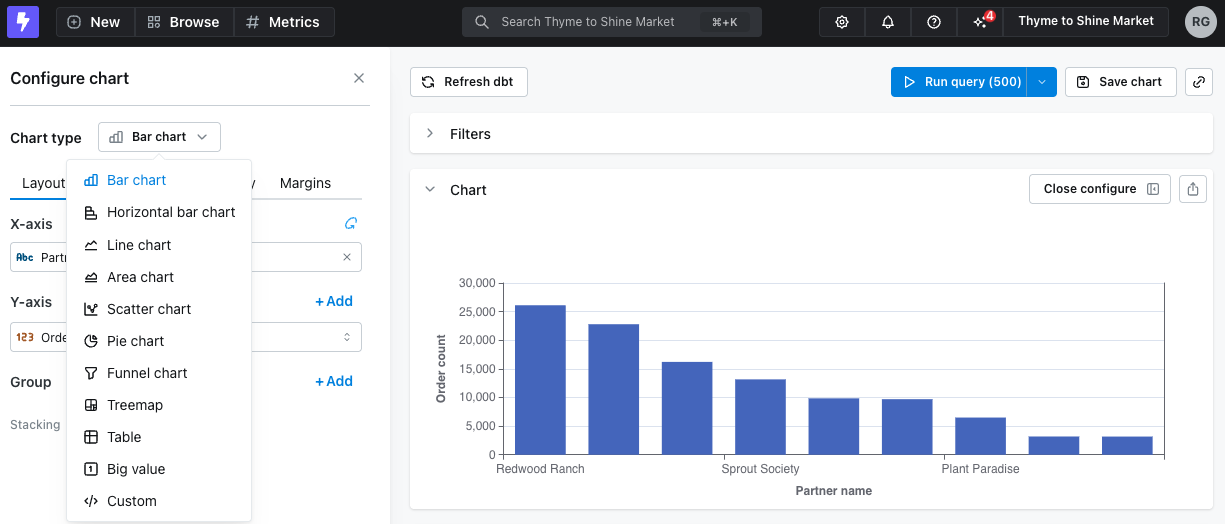 New
Browse
Metrics
Search Thyme to Shine Market
⌘+K
4
Thyme to Shine Market
RG
Configure chart
Refresh dbt
Run query (500)
Save chart
Chart type
Bar chart
Filters
Layout
Margins
Bar chart
Horizontal bar chart
Line chart
Area chart
Scatter chart
Pie chart
Funnel chart
Treemap
Table
Big value
Custom
X-axis
Abc
Y-axis
+ Add
123
Group
+ Add
Stacking
Chart
Close configure
30,000
25,000
20,000
15,000
10,000
5,000
0
Order count
Redwood Ranch
Sprout Society
Plant Paradise
Partner name